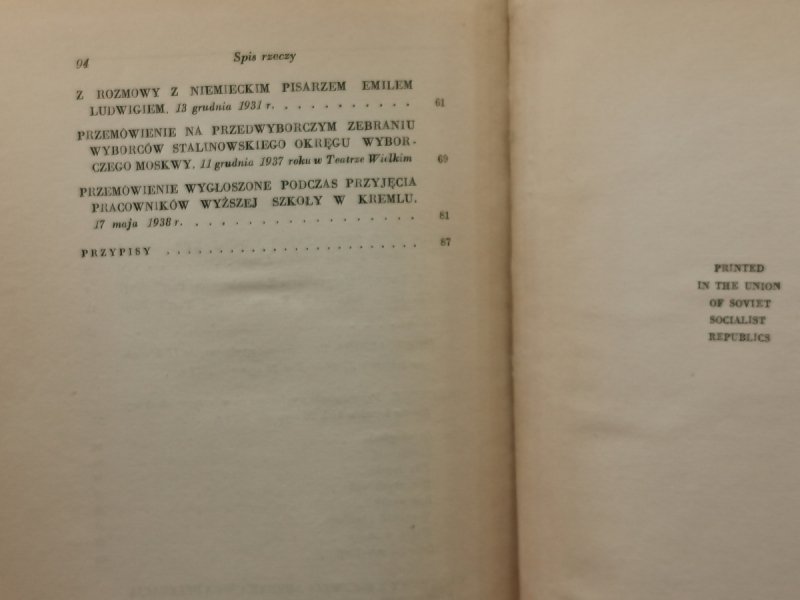 94 Spis rzeczy
Z ROZMOWY Z NIEMIECKIM PISARZEM EMILEM
LUDWIGIEM, 13 grudnia 1931 r. . . . . . . . . . . 61
PRZEMÓWIENIE NA PRZEDWYBORCZYM ZEBRANIU
WYBORCÓW STALINOWSKIEGO OKRĘGU WYBOR-
CZEGO MOSKWY, 11 grudnia 1937 roku w Teatrze Wielkim 69
PRZEMÓWIENIE WYGŁOSZONE PODCZAS PRZYJĘCIA
PRACOWNIKÓW WYŻSZEJ SZKOŁY W KREMLU,
17 maja 1938 r. . . . . . . . . . . . . . . . . . 81
PRZYPISY . . . . . . . . . . . . . . . . . . . . . . . 87
PRINTED
IN THE UNION
OF SOVIET
SOCIALIST
REPUBLICS